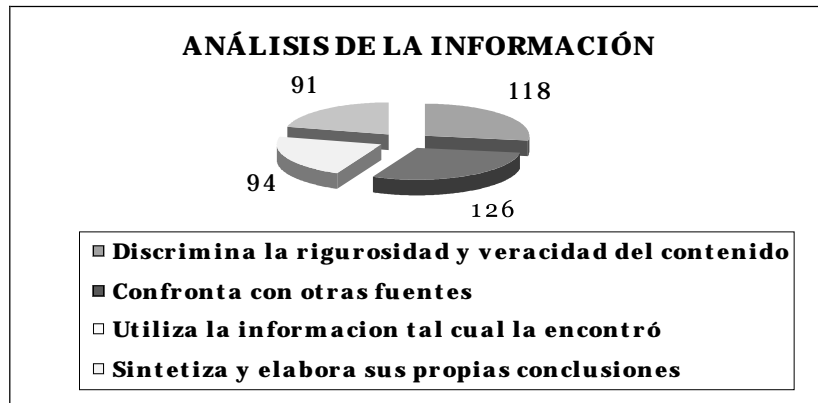 ANÁLISIS DE LA INFORMACIÓN
91
118
94
126
Discrimina la rigurosidad y veracidad del contenido
Confronta con otras fuentes
Utiliza la informacion tal cual la encontró
Sintetiza y elabora sus propias conclusiones